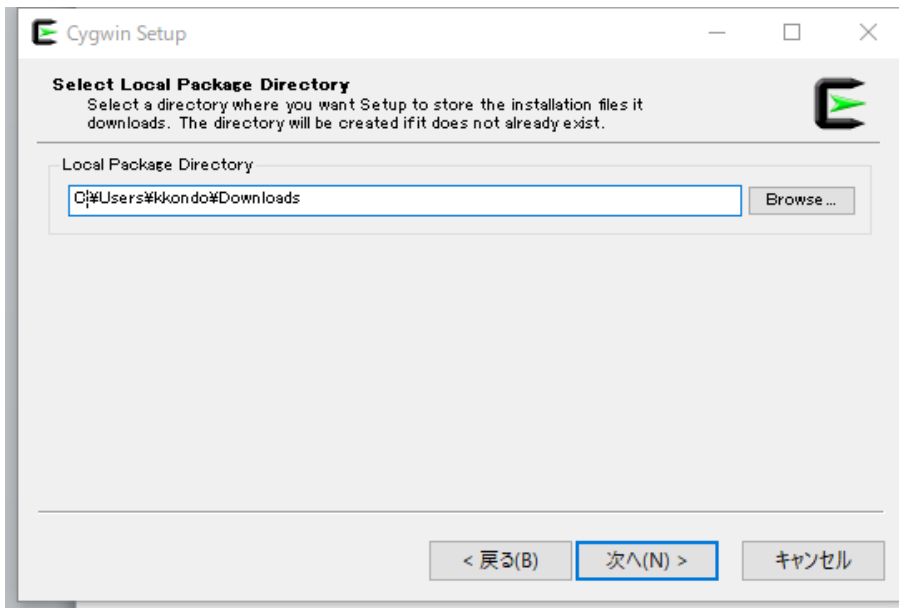 Cygwin Setup
Select Local Package Directory
Select a directory where you want Setup to store the installation files it
downloads. The directory will be created if it does not already exist.
Local Package Directory
C:¥Users¥kkondo¥Downloads
Browse...
< 戻る(B)
次へ(N) >
キャンセル